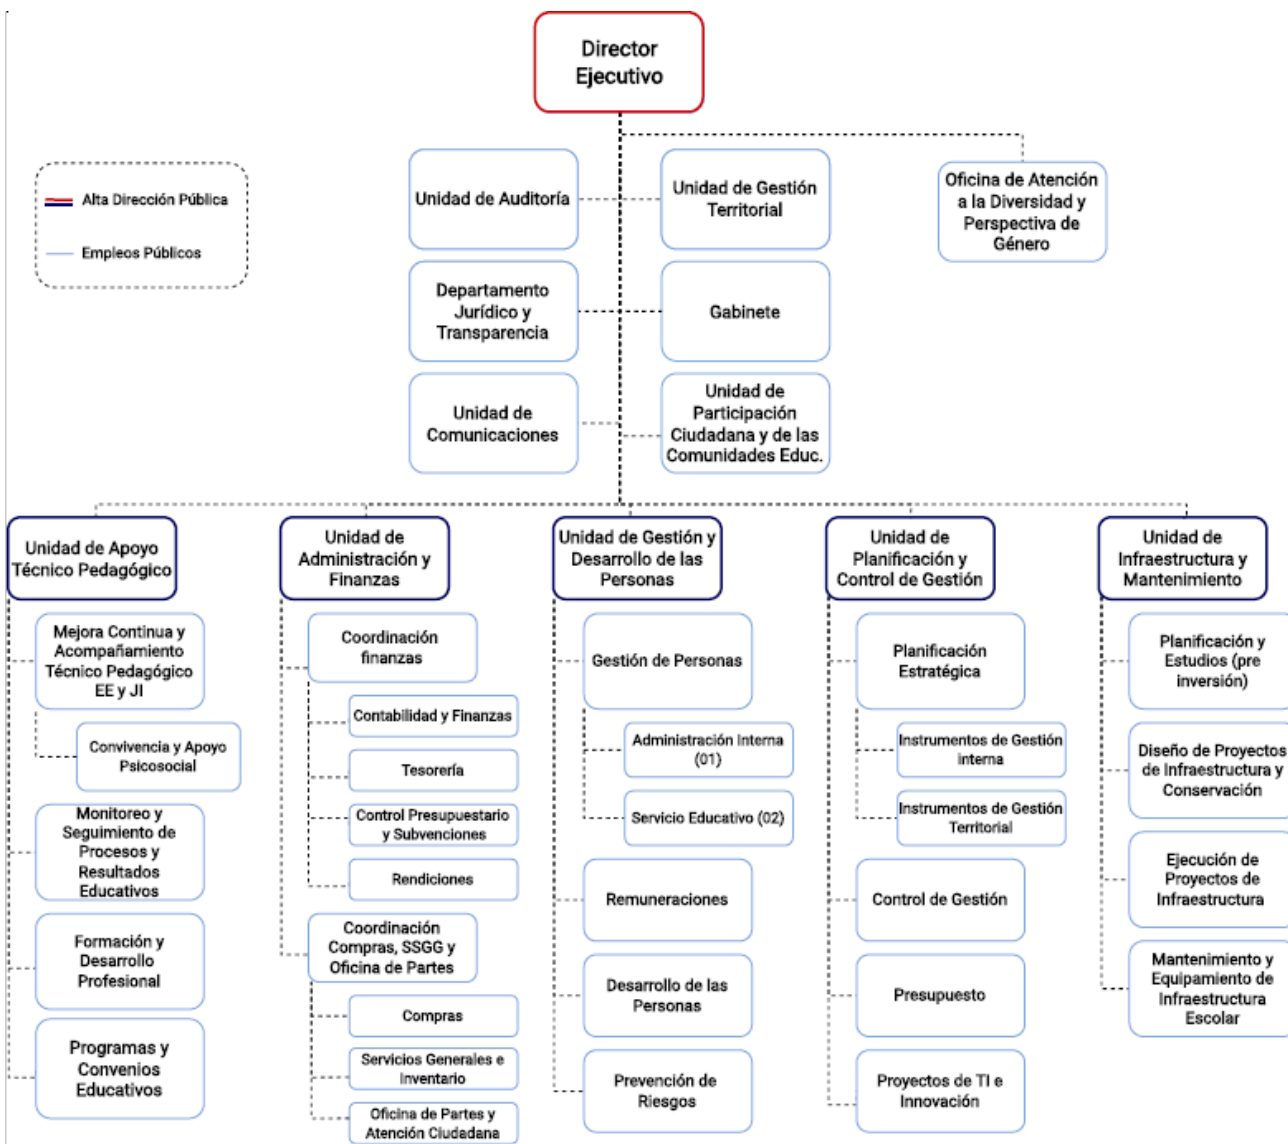 Director
Ejecutivo
Alta Dirección Pública
Empleos Públicos
Unidad de Auditoría
Unidad de Gestión
Territorial
Oficina de Atención
a la Diversidad y
Perspectiva de
Género
Departamento
Jurídico y
Transparencia
Gabinete
Unidad de
Comunicaciones
Unidad de
Participación
Ciudadana y de las
Comunidades Educ.
Unidad de Apoyo
Técnico Pedagógico
Mejora Continua y
Acompañamiento
Técnico Pedagógico
EE y JI
Convivencia y Apoyo
Psicosocial
Monitoreo y
Seguimiento de
Procesos y
Resultados
Educativos
Formación y
Desarrollo
Profesional
Programas y
Convenios
Educativos
Unidad de
Administración y
Finanzas
Coordinación
finanzas
Contabilidad y Finanzas
Tesorería
Control Presupuestario
y Subvenciones
Rendiciones
Coordinación
Compras, SSGG y
Oficina de Partes
Compras
Servicios Generales e
Inventario
Oficina de Partes y
Atención Ciudadana
Unidad de Gestión y
Desarrollo de las
Personas
Gestión de Personas
Administración Interna
(01)
Servicio Educativo (02)
Remuneraciones
Desarrollo de las
Personas
Prevención de
Riesgos
Unidad de
Planificación y
Control de Gestión
Planificación
Estratégica
Instrumentos de Gestión
interna
Instrumentos de Gestión
Territorial
Control de Gestión
Presupuesto
Proyectos de TI e
Innovación
Unidad de
Infraestructura y
Mantenimiento
Planificación y
Estudios (pre
inversión)
Diseño de Proyectos
de Infraestructura y
Conservación
Ejecución de
Proyectos de
Infraestructura
Mantenimiento y
Equipamiento de
Infraestructura
Escolar